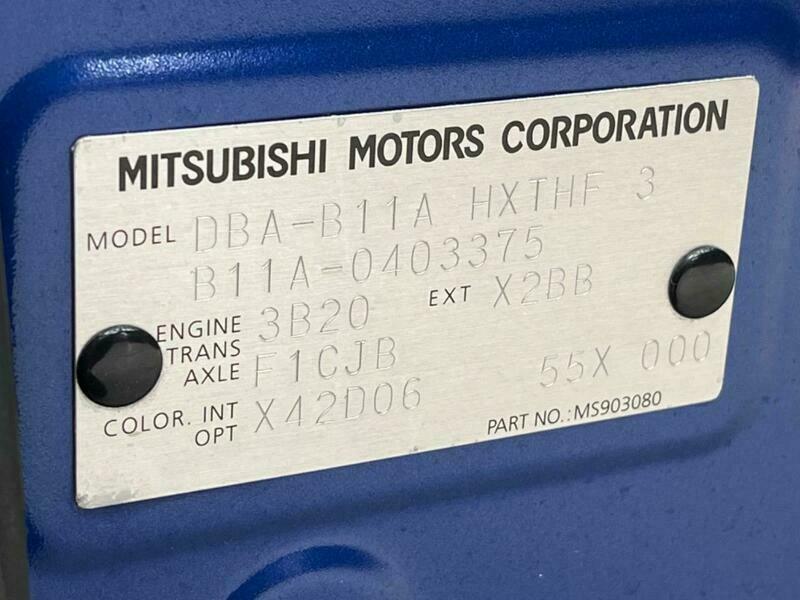 MITSUBISHI MOTORS CORPORATION
MODEL DBA-B11A HXTHF 3
B11A-0403375
ENGINE 3B20 EXT X2BB
TRANS
AXLE F1CJB
COLOR. INT
OPT X42D06 55X 000
PART NO.: MS903080